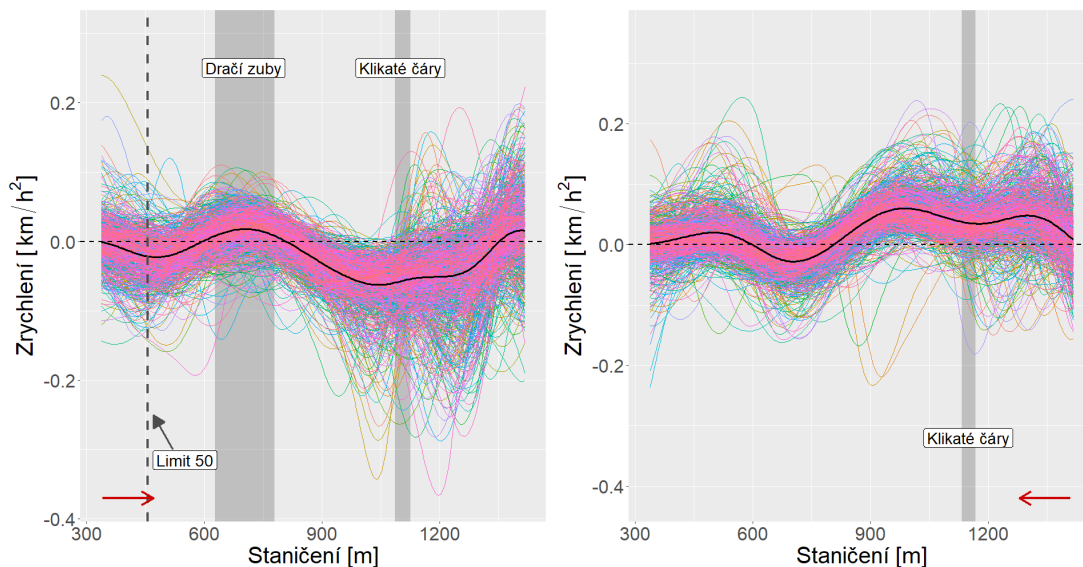 Zrychlení [km/h²]
0.2
0.0
-0.2
-0.4
Dračí zuby
Klikaté čáry
Limit 50
300
600
900
1200
Staničení [m]
Zrychlení [km/h²]
0.2
0.0
-0.2
-0.4
Klikaté čáry
300
600
900
1200
Staničení [m]